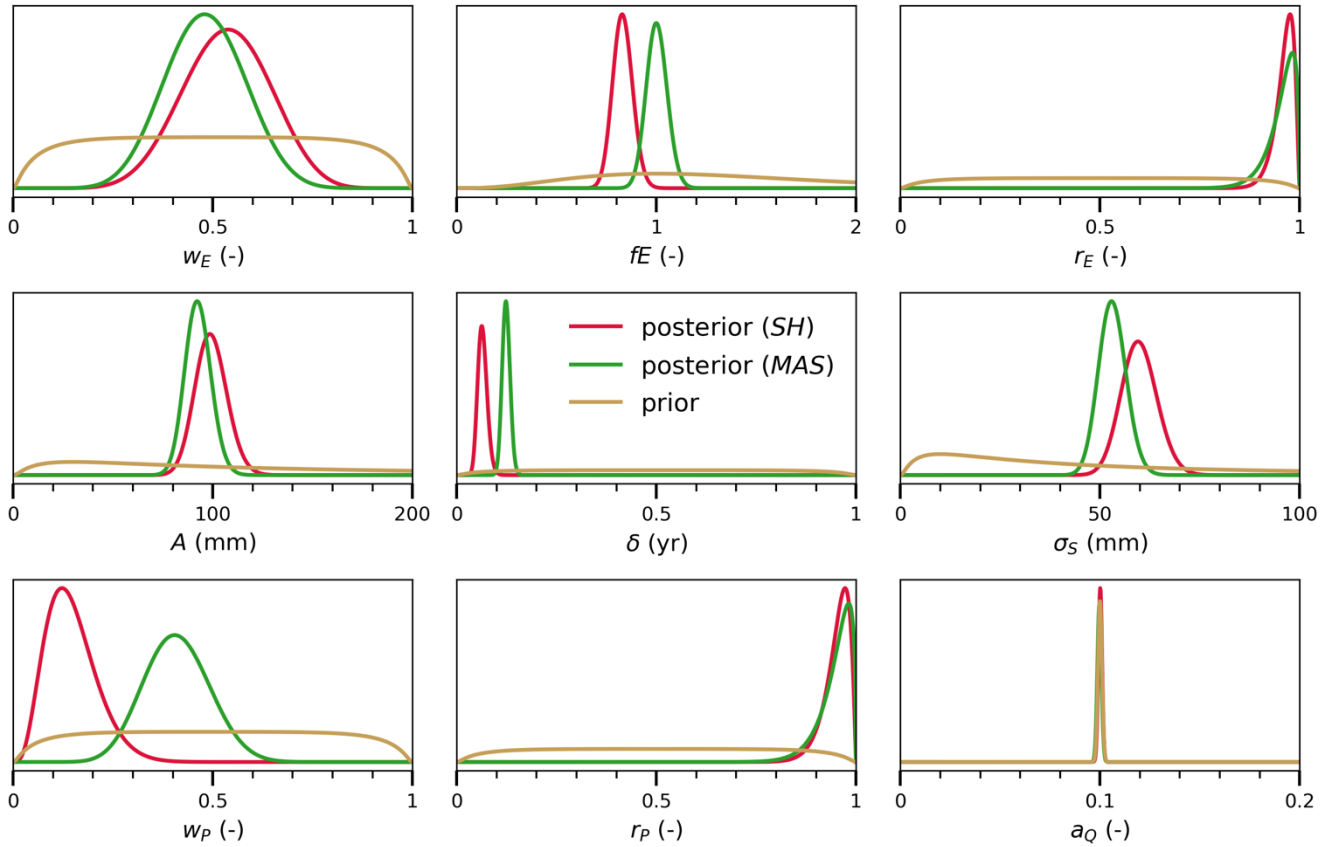 0 0.5 1
w_E (-)
0 1 2
fE (-)
0 0.5 1
r_E (-)
0 100 200
A (mm)
posterior (SH)
posterior (MAS)
prior
0 0.5 1
δ (yr)
0 50 100
σ_S (mm)
0 0.5 1
w_P (-)
0 0.5 1
r_P (-)
0 0.1 0.2
a_Q (-)